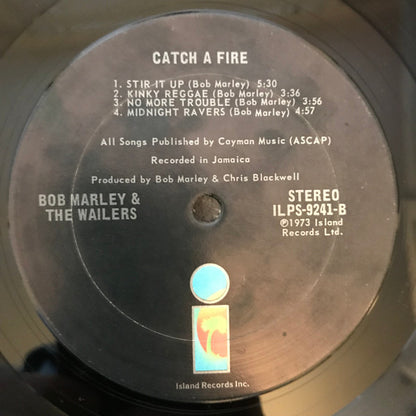 CATCH A FIRE
1. STIR IT UP (Bob Marley) 5:30
2. KINKY REGGAE (Bob Marley) 3:36
3. NO MORE TROUBLE (Bob Marley) 3:56
4. MIDNIGHT RAVERS (Bob Marley) 4:57
All Songs Published by Cayman Music (ASCAP)
Recorded in Jamaica
Produced by Bob Marley & Chris Blackwell
BOB MARLEY &
THE WAILERS
STEREO
ILPS-9241-B
℗1973 Island
Records Ltd.
Island Records Inc.